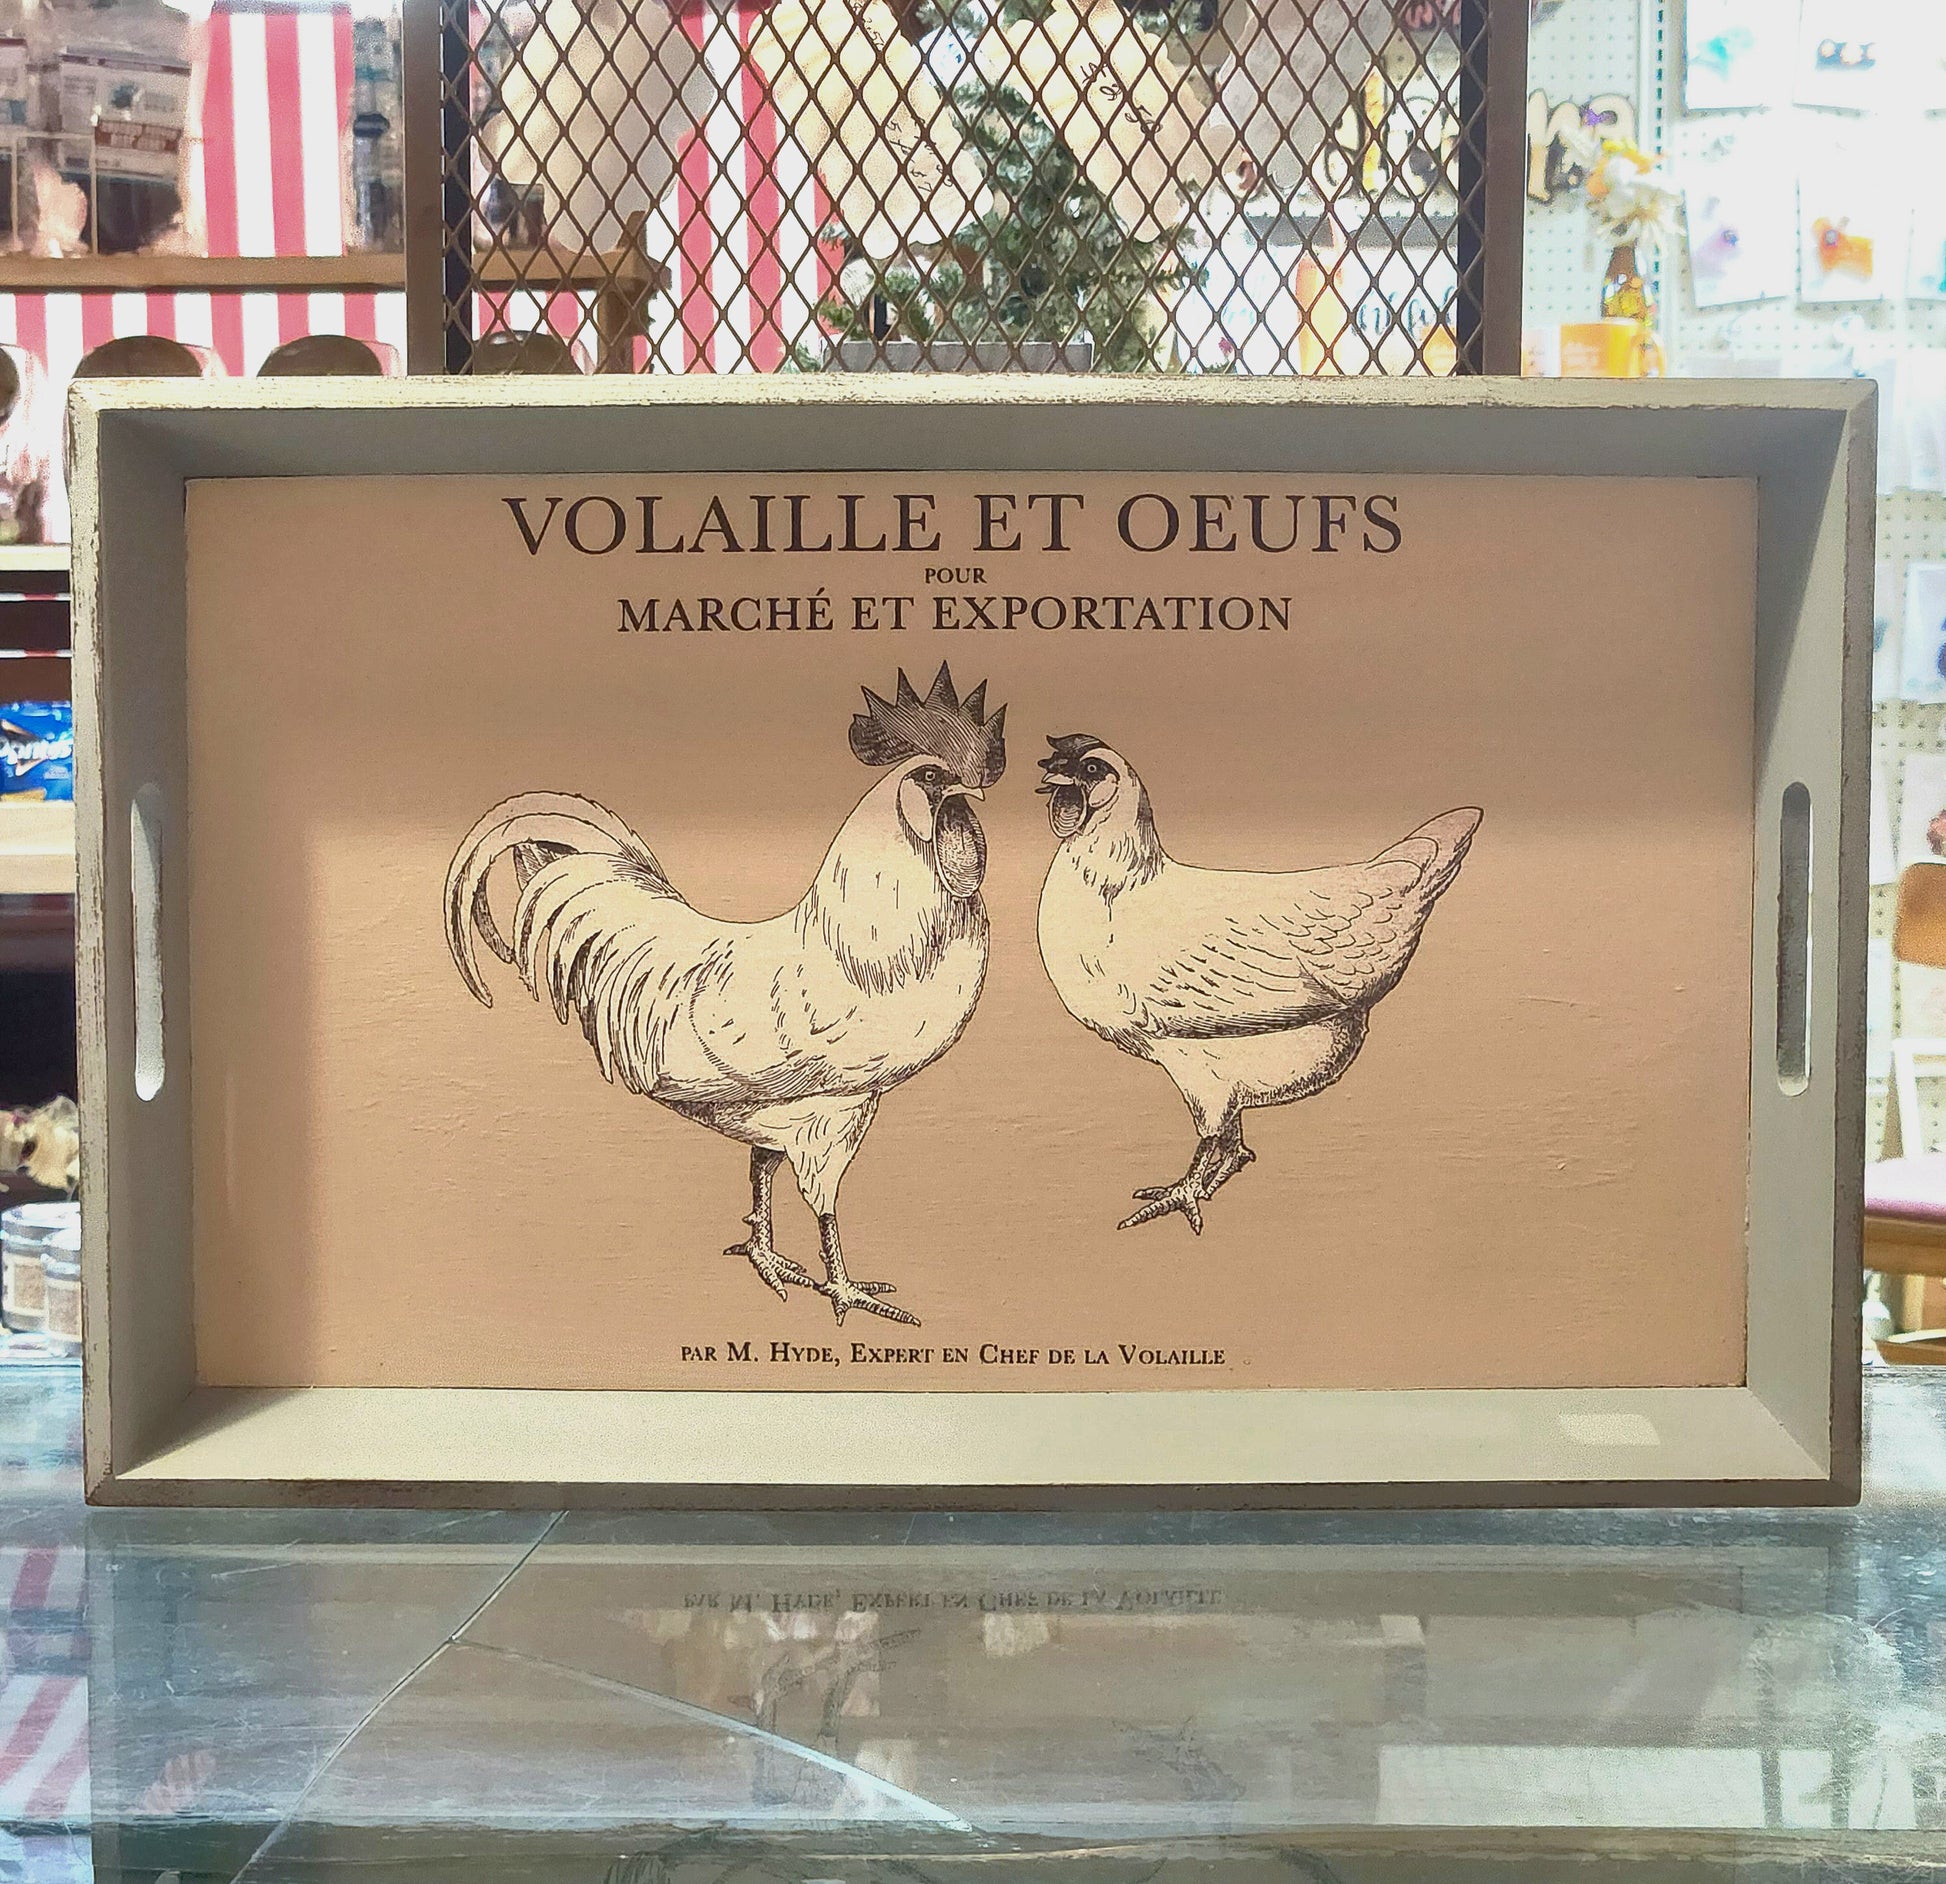 VOLAILLE ET OEUFS
POUR
MARCHÉ ET EXPORTATION
PAR M. HYDE, EXPERT EN CHEF DE LA VOLAILLE